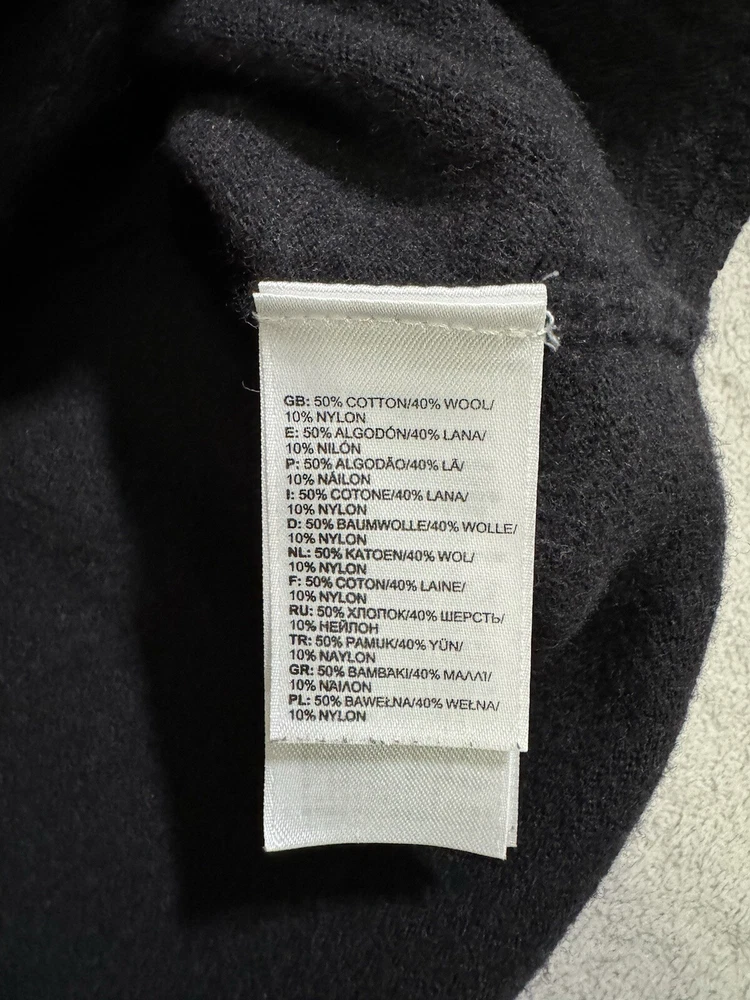 GB: 50% COTTON/40% WOOL/
10% NYLON
E: 50% ALGODÓN/40% LANA/
10% NILÓN
P: 50% ALGODÃO/40% LÃ/
10% NÁILON
I: 50% COTONE/40% LANA/
10% NYLON
D: 50% BAUMWOLLE/40% WOLLE/
10% NYLON
NL: 50% KATOEN/40% WOL/
10% NYLON
F: 50% COTON/40% LAINE/
10% NYLON
RU: 50% ХЛОПОК/40% ШЕРСТЬ/
10% НЕЙЛОН
TR: 50% PAMUK/40% YÜN/
10% NAYLON
GR: 50% ΒΑΜΒΆΚΙ/40% ΜΑΛΛΊ/
10% ΝΆΙΛΟΝ
PL: 50% BAWEŁNA/40% WEŁNA/
10% NYLON